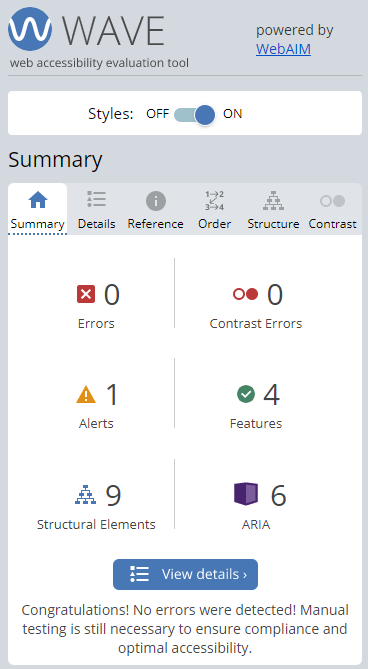 WAVE
web accessibility evaluation tool
powered by
WebAIM
Styles: OFF ON
Summary
Summary Details Reference Order Structure Contrast
0 0
Errors Contrast Errors
1 4
Alerts Features
9 6
Structural Elements ARIA
View details ›
Congratulations! No errors were detected! Manual
testing is still necessary to ensure compliance and
optimal accessibility.